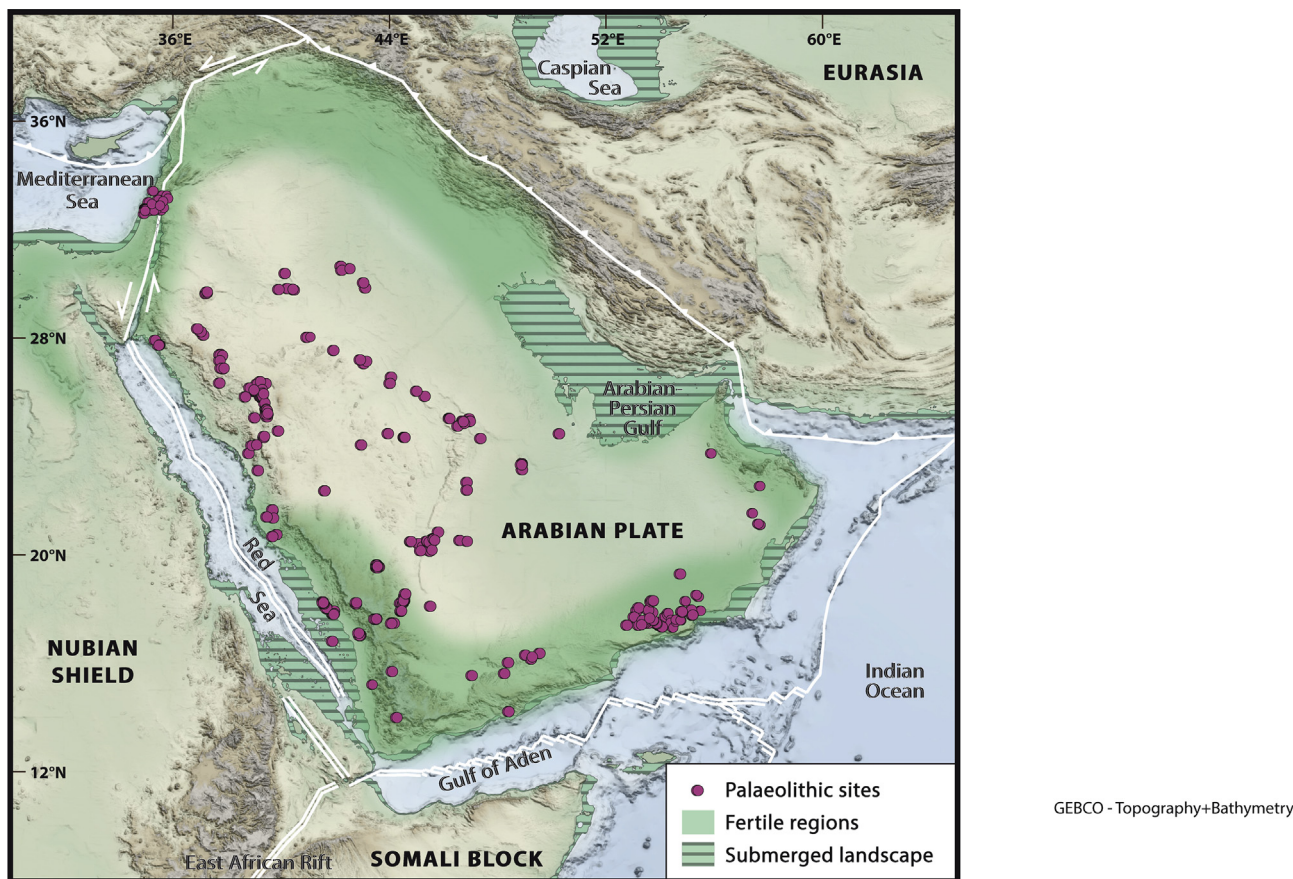 36°E
44°E
52°E
60°E
Caspian
Sea
EURASIA
36°N
Mediterranean
Sea
28°N
Arabian-
Persian
Gulf
ARABIAN PLATE
20°N
Red
Sea
NUBIAN
SHIELD
Indian
Ocean
12°N
Gulf of Aden
East African Rift
SOMALI BLOCK
Palaeolithic sites
Fertile regions
Submerged landscape
GEBCO - Topography+Bathymetry